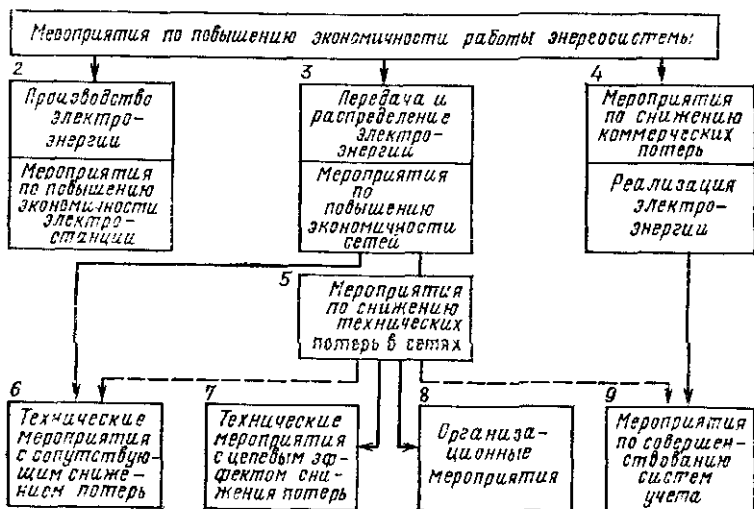 Мероприятия по повышению экономичности работы энергосистемы
2
Производство
электро-
энергии
Мероприятия
по повышению
экономичности
электро-
станции
3
Передача и
распределение
электро-
энергии
Мероприятия
по
повышению
экономичности
сетей
4
Мероприятия
по снижению
коммерческих
потерь
Реализация
электро-
энергии
5
Мероприятия
по снижению
технических
потерь в сетях
6
Технические
мероприятия
с сопутствую-
щим сниже-
нием потерь
7
Технические
мероприятия
с целевым эф-
фектом сни-
жения потерь
8
Организа-
ционные
мероприятия
9
Мероприятия
по совершен-
ствованию
систем
учета